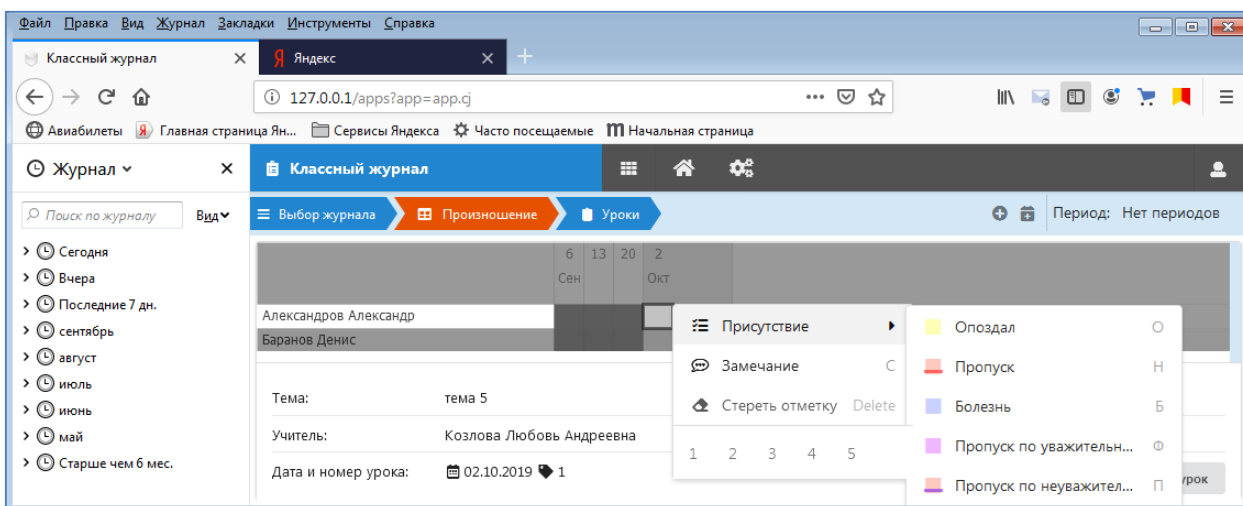 Файл Правка Вид Журнал Закладки Инструменты Справка
Классный журнал
Яндекс
127.0.0.1/apps?app=app.cj
Авиабилеты Главная страница Ян... Сервисы Яндекса Часто посещаемые Начальная страница
Журнал
Классный журнал
Поиск по журналу Вид
Выбор журнала Произношение Уроки Период: Нет периодов
Сегодня
Вчера
Последние 7 дн.
сентябрь
август
июль
июнь
май
Старше чем 6 мес.
6 13 20 2
Сен Окт
Александров Александр
Баранов Денис
Тема: тема 5
Учитель: Козлова Любовь Андреевна
Дата и номер урока: 02.10.2019 1
Присутствие
Замечание С
Стереть отметку Delete
1 2 3 4 5
Опоздал О
Пропуск Н
Болезнь Б
Пропуск по уважительн... Ф
Пропуск по неуважител... П
урок